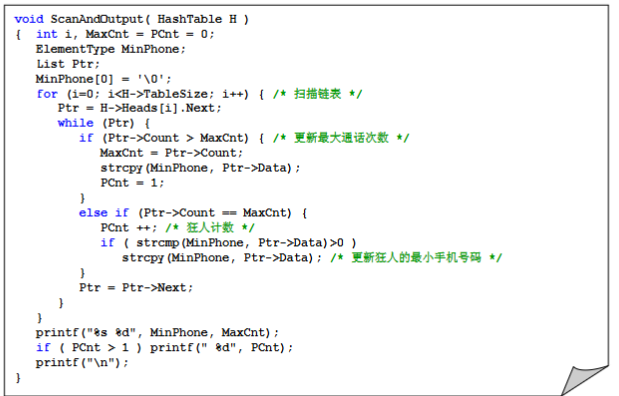 void ScanAndOutput( HashTable H )
{  int i, MaxCnt = PCnt = 0;
   ElementType MinPhone;
   List Ptr;
   MinPhone[0] = '\0';
   for (i=0; i<H->TableSize; i++) { /* 扫描链表 */
      Ptr = H->Heads[i].Next;
      while (Ptr) {
         if (Ptr->Count > MaxCnt) { /* 更新最大通话次数 */
            MaxCnt = Ptr->Count;
            strcpy(MinPhone, Ptr->Data);
            PCnt = 1;
         }
         else if (Ptr->Count == MaxCnt) {
            PCnt ++; /* 狂人计数 */
            if ( strcmp(MinPhone, Ptr->Data)>0 )
               strcpy(MinPhone, Ptr->Data); /* 更新狂人的最小手机号码 */
         }
         Ptr = Ptr->Next;
      }
   }
   printf("%s %d", MinPhone, MaxCnt);
   if ( PCnt > 1 ) printf(" %d", PCnt);
   printf("\n");
}